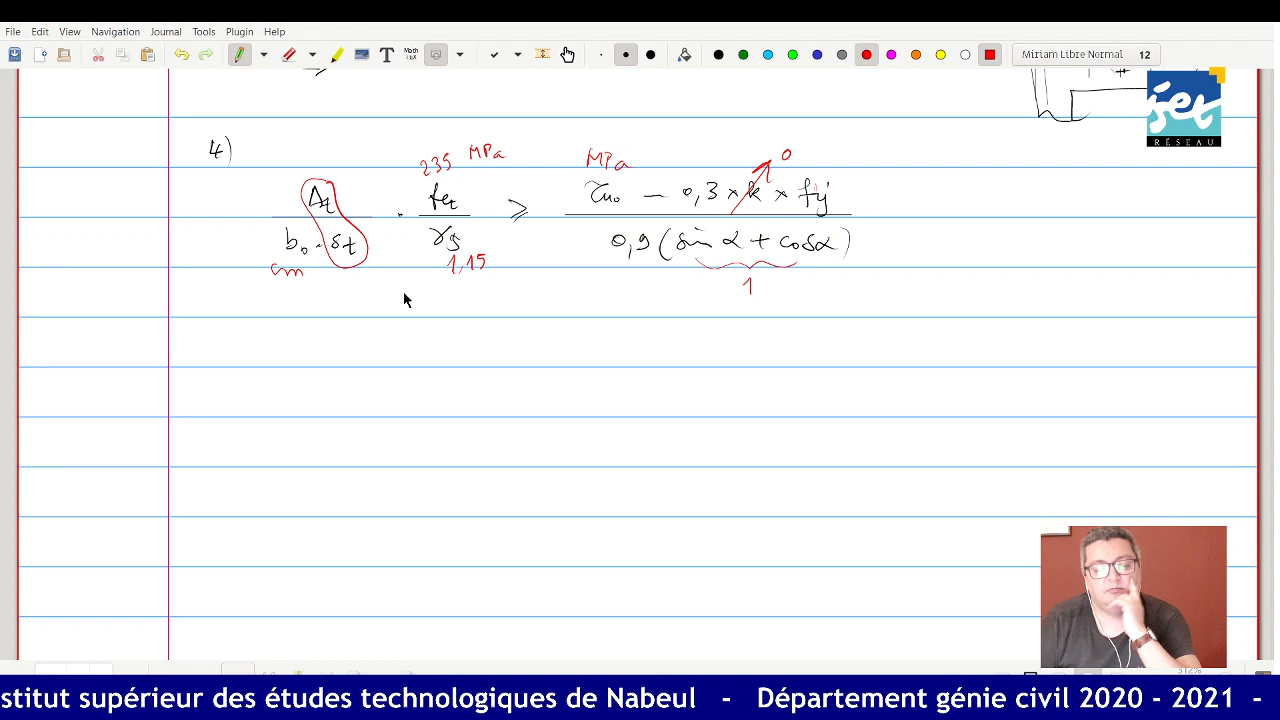 File Edit View Navigation Journal Tools Plugin Help
Miriam Libre Normal 12
iset
RÉSEAU
4)
235 MPa MPa 0
At fet τu₀ - 0,3 × k × ftj
b₀ . St . γs ≥ 0,9 (sin α + cos α)
cm 1,15 1
stitut supérieur des études technologiques de Nabeul - Département génie civil 2020 - 2021 -